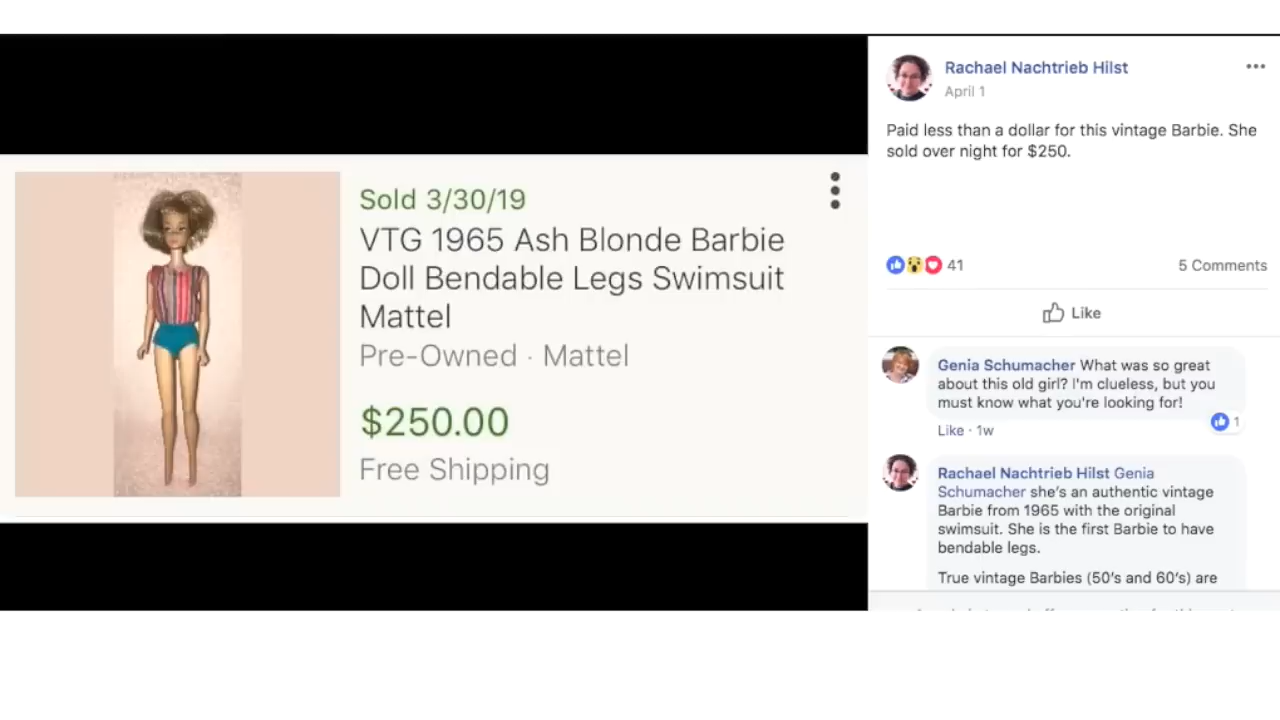 Sold 3/30/19
VTG 1965 Ash Blonde Barbie
Doll Bendable Legs Swimsuit
Mattel
Pre-Owned · Mattel
$250.00
Free Shipping
Rachael Nachtrieb Hilst
April 1
Paid less than a dollar for this vintage Barbie. She
sold over night for $250.
41
5 Comments
Like
Genia Schumacher What was so great
about this old girl? I'm clueless, but you
must know what you're looking for!
1
Like · 1w
Rachael Nachtrieb Hilst Genia
Schumacher she's an authentic vintage
Barbie from 1965 with the original
swimsuit. She is the first Barbie to have
bendable legs.
True vintage Barbies (50's and 60's) are